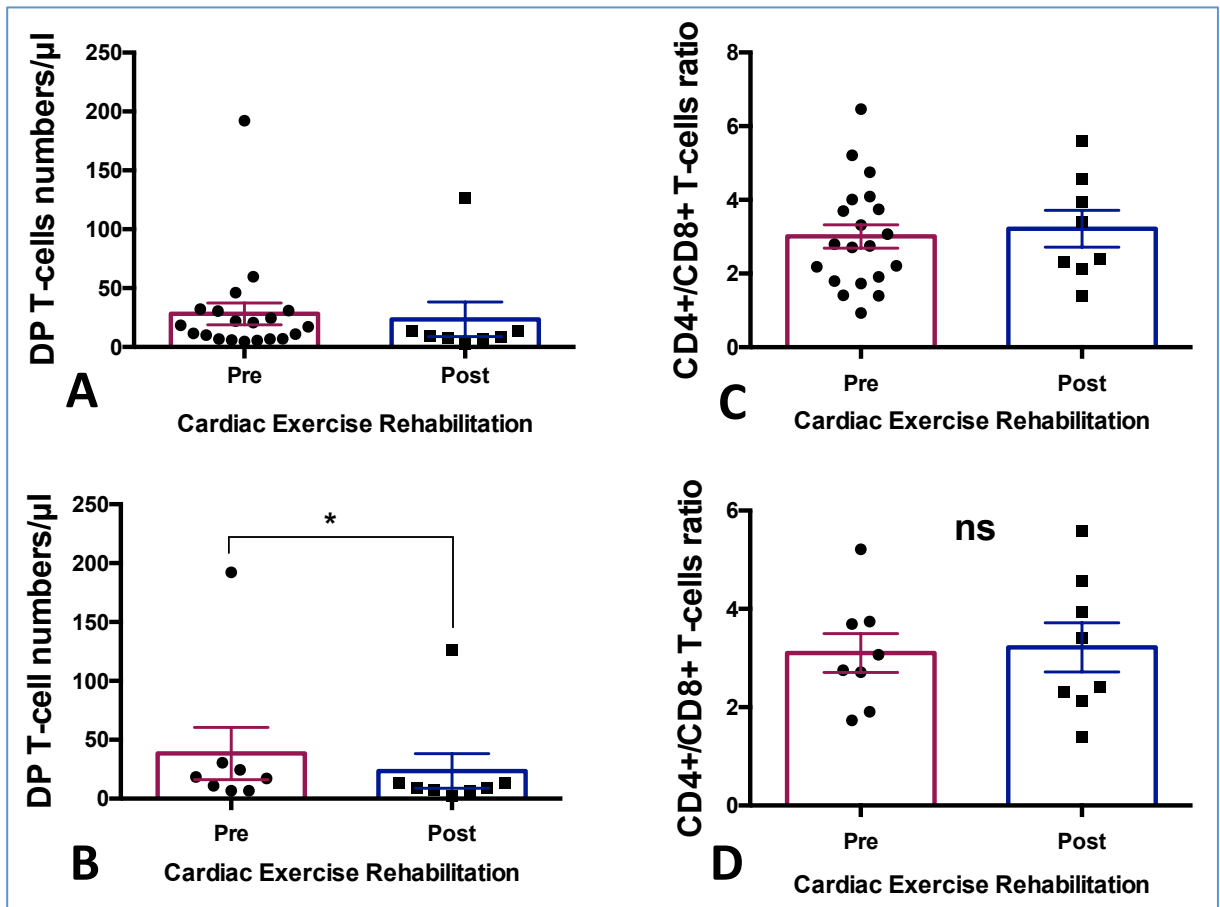 DP T-cells numbers/µl
250
200
150
100
50
0
Pre
Post
A
Cardiac Exercise Rehabilitation
CD4+/CD8+ T-cells ratio
8
6
4
2
0
Pre
Post
C
Cardiac Exercise Rehabilitation
DP T-cell numbers/µl
250
200
150
100
50
0
*
Pre
Post
B
Cardiac Exercise Rehabilitation
CD4+/CD8+ T-cells ratio
6
4
2
0
ns
Pre
Post
D
Cardiac Exercise Rehabilitation